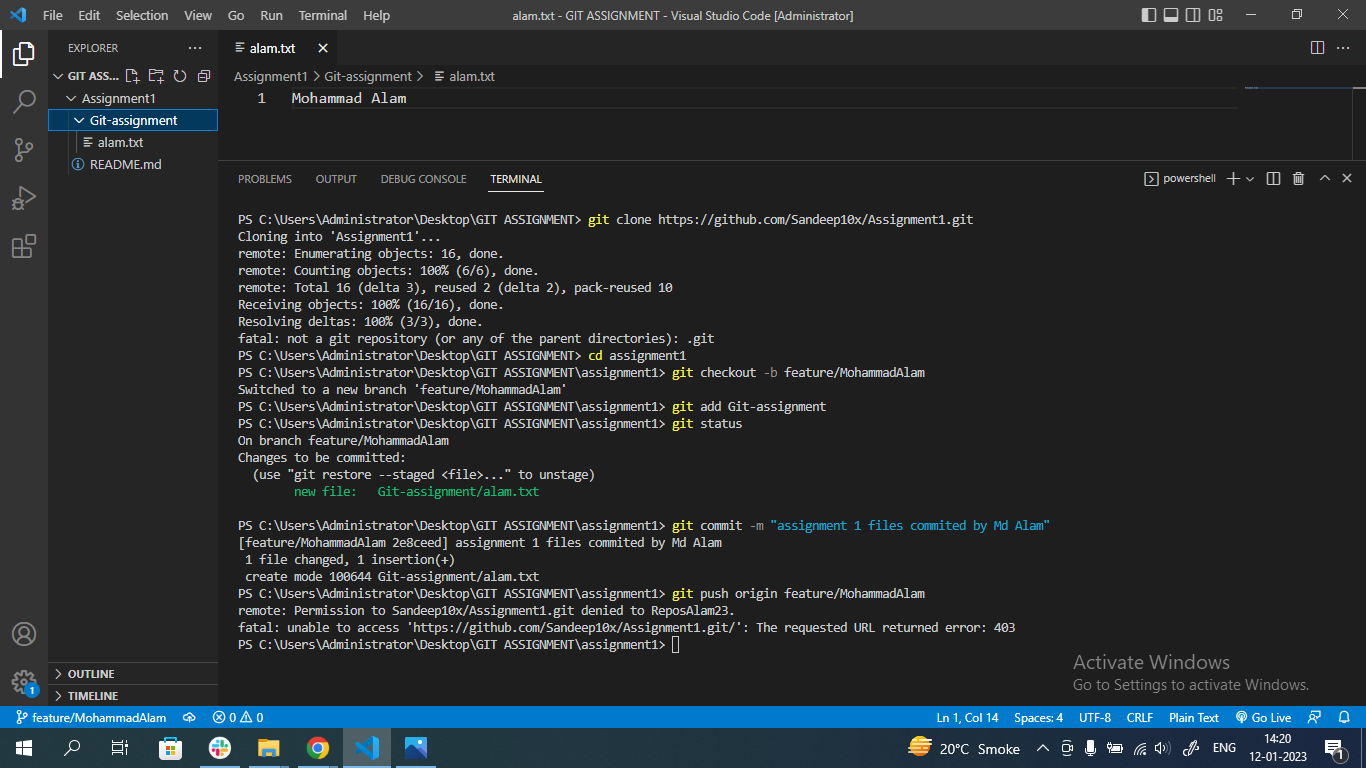 File Edit Selection View Go Run Terminal Help
alam.txt - GIT ASSIGNMENT - Visual Studio Code [Administrator]
EXPLORER
GIT ASS...
Assignment1
Git-assignment
alam.txt
README.md
OUTLINE
TIMELINE
alam.txt
Assignment1 > Git-assignment > alam.txt
1 Mohammad Alam
PROBLEMS OUTPUT DEBUG CONSOLE TERMINAL
powershell
PS C:\Users\Administrator\Desktop\GIT ASSIGNMENT> git clone https://github.com/Sandeep10x/Assignment1.git
Cloning into 'Assignment1'...
remote: Enumerating objects: 16, done.
remote: Counting objects: 100% (6/6), done.
remote: Total 16 (delta 3), reused 2 (delta 2), pack-reused 10
Receiving objects: 100% (16/16), done.
Resolving deltas: 100% (3/3), done.
fatal: not a git repository (or any of the parent directories): .git
PS C:\Users\Administrator\Desktop\GIT ASSIGNMENT> cd assignment1
PS C:\Users\Administrator\Desktop\GIT ASSIGNMENT\assignment1> git checkout -b feature/MohammadAlam
Switched to a new branch 'feature/MohammadAlam'
PS C:\Users\Administrator\Desktop\GIT ASSIGNMENT\assignment1> git add Git-assignment
PS C:\Users\Administrator\Desktop\GIT ASSIGNMENT\assignment1> git status
On branch feature/MohammadAlam
Changes to be committed:
(use "git restore --staged <file>..." to unstage)
new file: Git-assignment/alam.txt
PS C:\Users\Administrator\Desktop\GIT ASSIGNMENT\assignment1> git commit -m "assignment 1 files commited by Md Alam"
[feature/MohammadAlam 2e8ceed] assignment 1 files commited by Md Alam
1 file changed, 1 insertion(+)
create mode 100644 Git-assignment/alam.txt
PS C:\Users\Administrator\Desktop\GIT ASSIGNMENT\assignment1> git push origin feature/MohammadAlam
remote: Permission to Sandeep10x/Assignment1.git denied to ReposAlam23.
fatal: unable to access 'https://github.com/Sandeep10x/Assignment1.git/': The requested URL returned error: 403
PS C:\Users\Administrator\Desktop\GIT ASSIGNMENT\assignment1>
Activate Windows
Go to Settings to activate Windows.
1
feature/MohammadAlam 0 0 Ln 1, Col 14 Spaces: 4 UTF-8 CRLF Plain Text Go Live
20°C Smoke ENG 14:20
12-01-2023
1